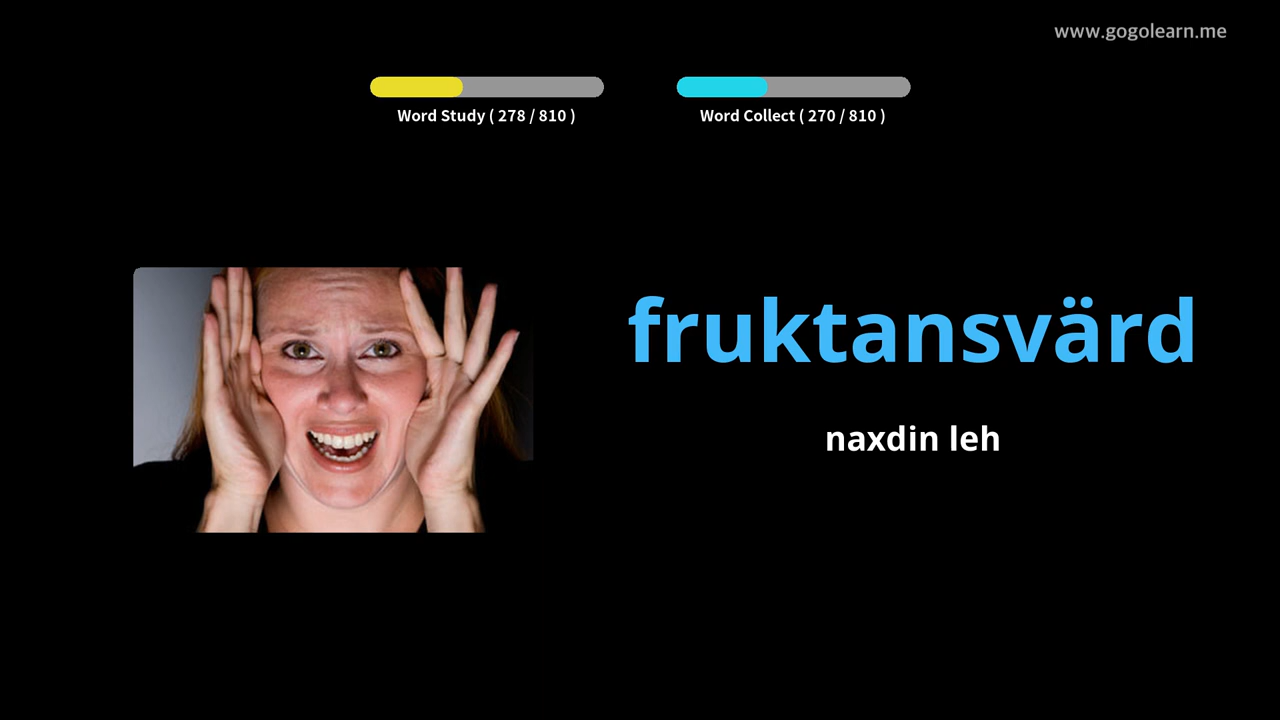 www.gogolearn.me
Word Study ( 278 / 810 )
Word Collect ( 270 / 810 )
fruktansvärd
naxdin leh